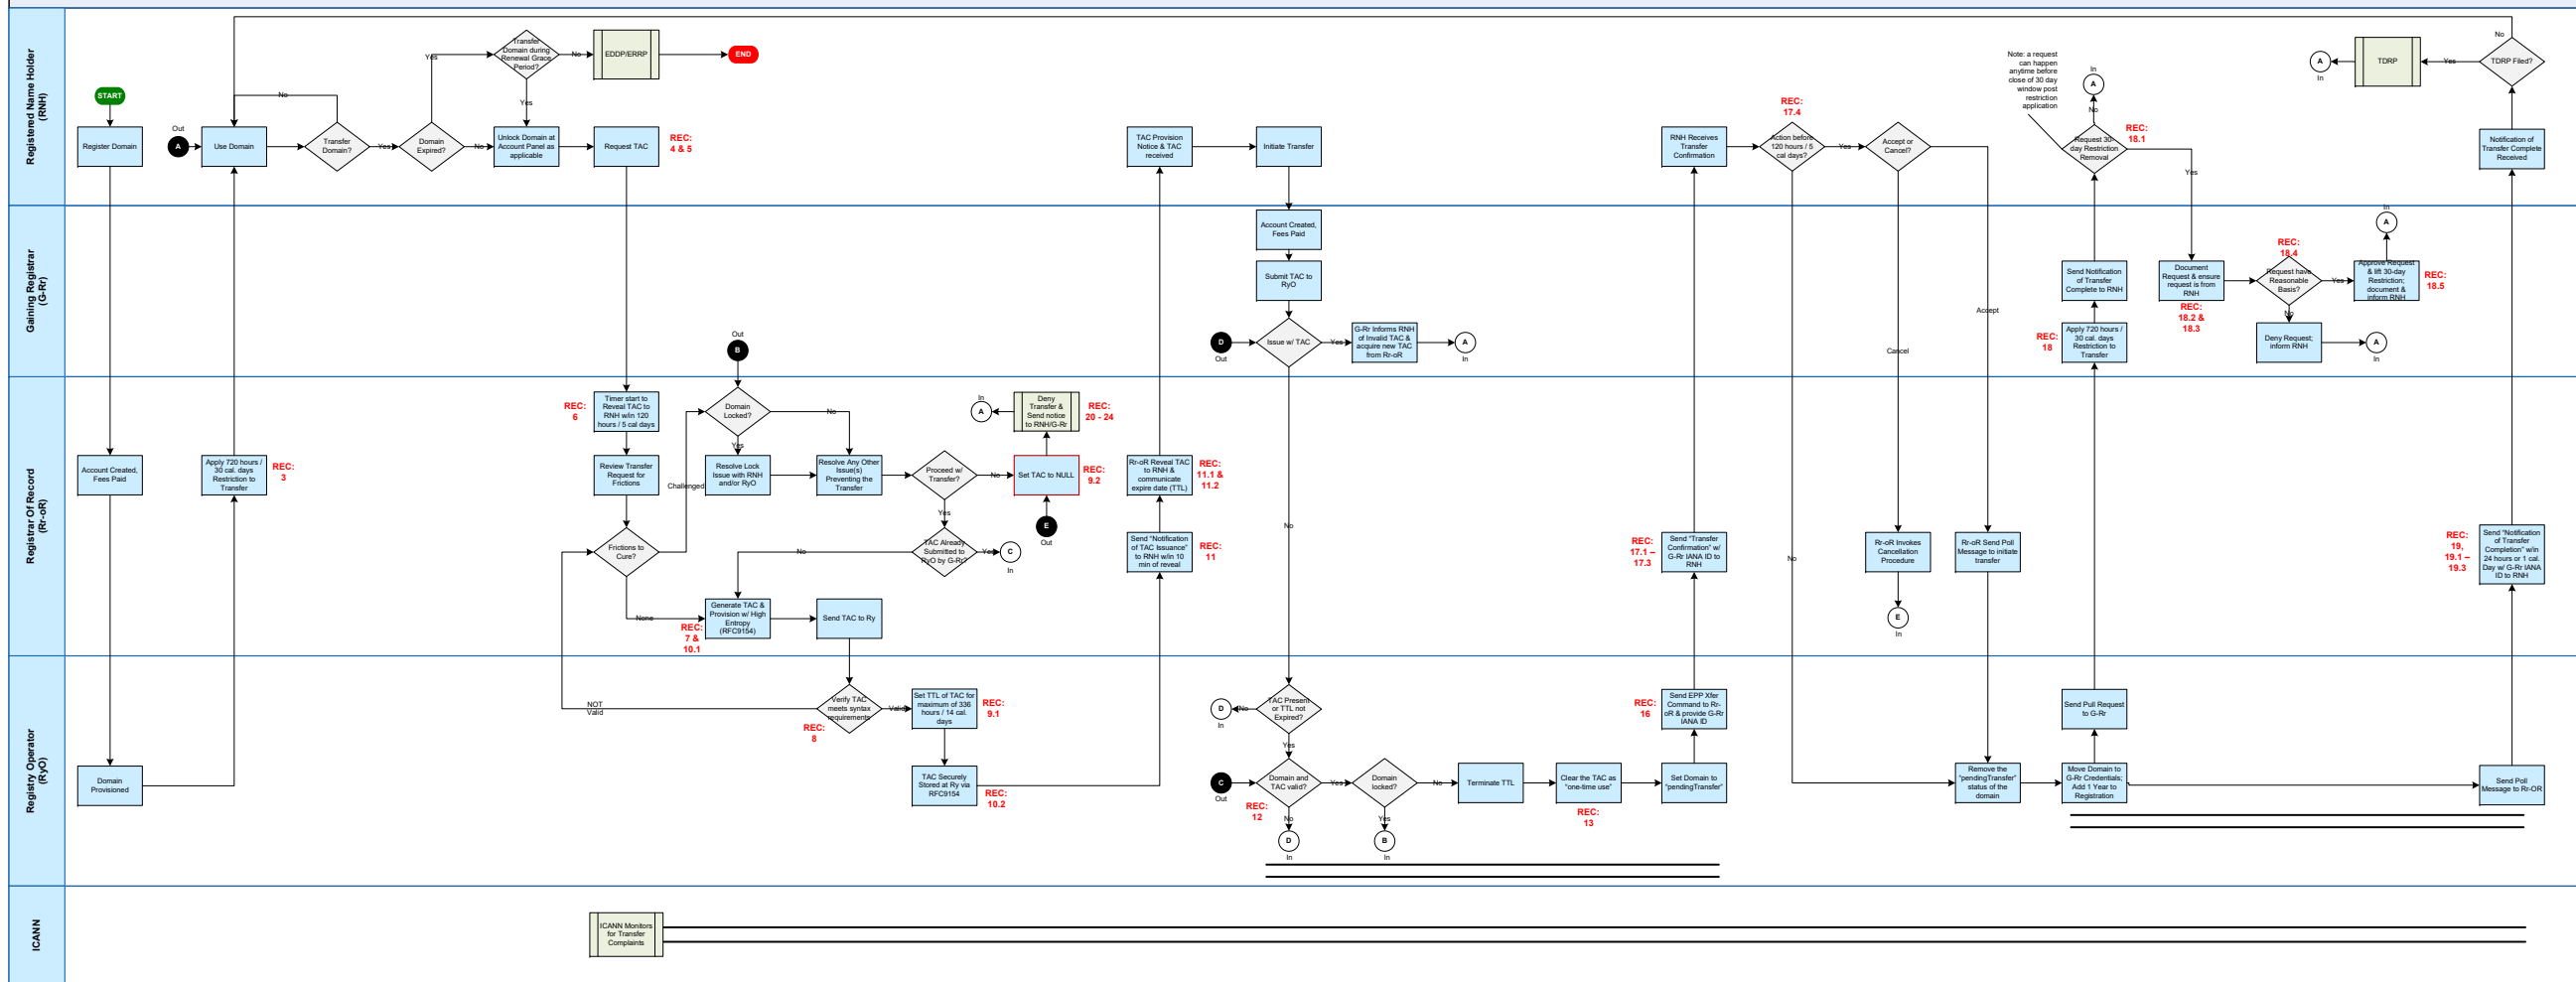 Registered Name Holder
(RNH)
START
Register Domain
Out
A
Use Domain
No
Transfer
Domain?
Yes
Domain
Expired?
Yes
No
Transfer
Domain during
Renewal Grace
Period?
No
Yes
EDDP/ERRP
END
Unlock Domain at
Account Panel as
applicable
Request TAC
REC:
4 & 5
TAC Provision
Notice & TAC
received
Initiate Transfer
RNH Receives
Transfer
Confirmation
REC:
17.4
Action before
120 hours / 5
cal days?
Yes
Accept or
Cancel?
Note: a request
can happen
anytime before
close of 30 day
window post
restriction
application
In
A
No
Request 30-
day Restriction
Removal
REC:
18.1
Yes
A
In
TDRP
Yes
TDRP Filed?
No
Notification of
Transfer Complete
Received
Gaining Registrar
(G-Rr)
Out
B
Account Created,
Fees Paid
Submit TAC to
RyO
D
Out
Issue w/ TAC
Yes
G-Rr Informs RNH
of Invalid TAC &
acquire new TAC
from Rr-oR
A
In
Accept
Cancel
Send Notification
of Transfer
Complete to RNH
REC:
18
Apply 720 hours /
30 cal. days
Restriction to
Transfer
Document
Request & ensure
request is from
RNH
REC:
18.2 &
18.3
REC:
18.4
Request have
Reasonable
Basis?
Yes
No
In
A
Approve Request
& lift 30-day
Restriction;
document &
inform RNH
REC:
18.5
Deny Request;
inform RNH
A
In
Registrar Of Record
(Rr-oR)
Account Created,
Fees Paid
Apply 720 hours /
30 cal. days
Restriction to
Transfer
REC:
3
REC:
6
Timer start to
Reveal TAC to
RNH w/in 120
hours / 5 cal days
Review Transfer
Request for
Frictions
Frictions to
Cure?
Challenged
None
Domain
Locked?
No
Yes
Resolve Lock
Issue with RNH
and/or RyO
Resolve Any Other
Issue(s)
Preventing the
Transfer
Proceed w/
Transfer?
No
Yes
In
A
Deny
Transfer &
Send notice
to RNH/G-Rr
REC:
20 - 24
Set TAC to NULL
REC:
9.2
E
Out
TAC Already
Submitted to
RyO by G-Rr?
Yes
C
In
No
Generate TAC &
Provision w/ High
Entropy
(RFC9154)
REC:
7 &
10.1
Send TAC to Ry
Rr-oR Reveal TAC
to RNH &
communicate
expire date (TTL)
REC:
11.1 &
11.2
Send "Notification
of TAC Issuance"
to RNH w/in 10
min of reveal
REC:
11
No
REC:
17.1 –
17.3
Send "Transfer
Confirmation" w/
G-Rr IANA ID to
RNH
No
Rr-oR Invokes
Cancellation
Procedure
E
In
Rr-oR Send Poll
Message to initiate
transfer
REC:
19,
19.1 –
19.3
Send "Notification
of Transfer
Completion" w/in
24 hours or 1 cal.
Day w/ G-Rr IANA
ID to RNH
Registry Operator
(RyO)
Domain
Provisioned
NOT
Valid
Verify TAC
meets syntax
requirements
REC:
8
Valid
Set TTL of TAC for
maximum of 336
hours / 14 cal.
days
REC:
9.1
TAC Securely
Stored at Ry via
RFC9154
REC:
10.2
D
In
No
TAC Present
or TTL not
Expired?
Yes
C
Out
Domain and
TAC valid?
REC:
12
No
D
In
Yes
Domain
locked?
Yes
B
In
No
Terminate TTL
Clear the TAC as
"one-time use"
REC:
13
Set Domain to
"pendingTransfer"
REC:
16
Send EPP Xfer
Command to Rr-
oR & provide G-Rr
IANA ID
Remove the
"pendingTransfer"
status of the
domain
Send Pull Request
to G-Rr
Move Domain to
G-Rr Credentials;
Add 1 Year to
Registration
Send Poll
Message to Rr-OR
ICANN
ICANN Monitors
for Transfer
Complaints